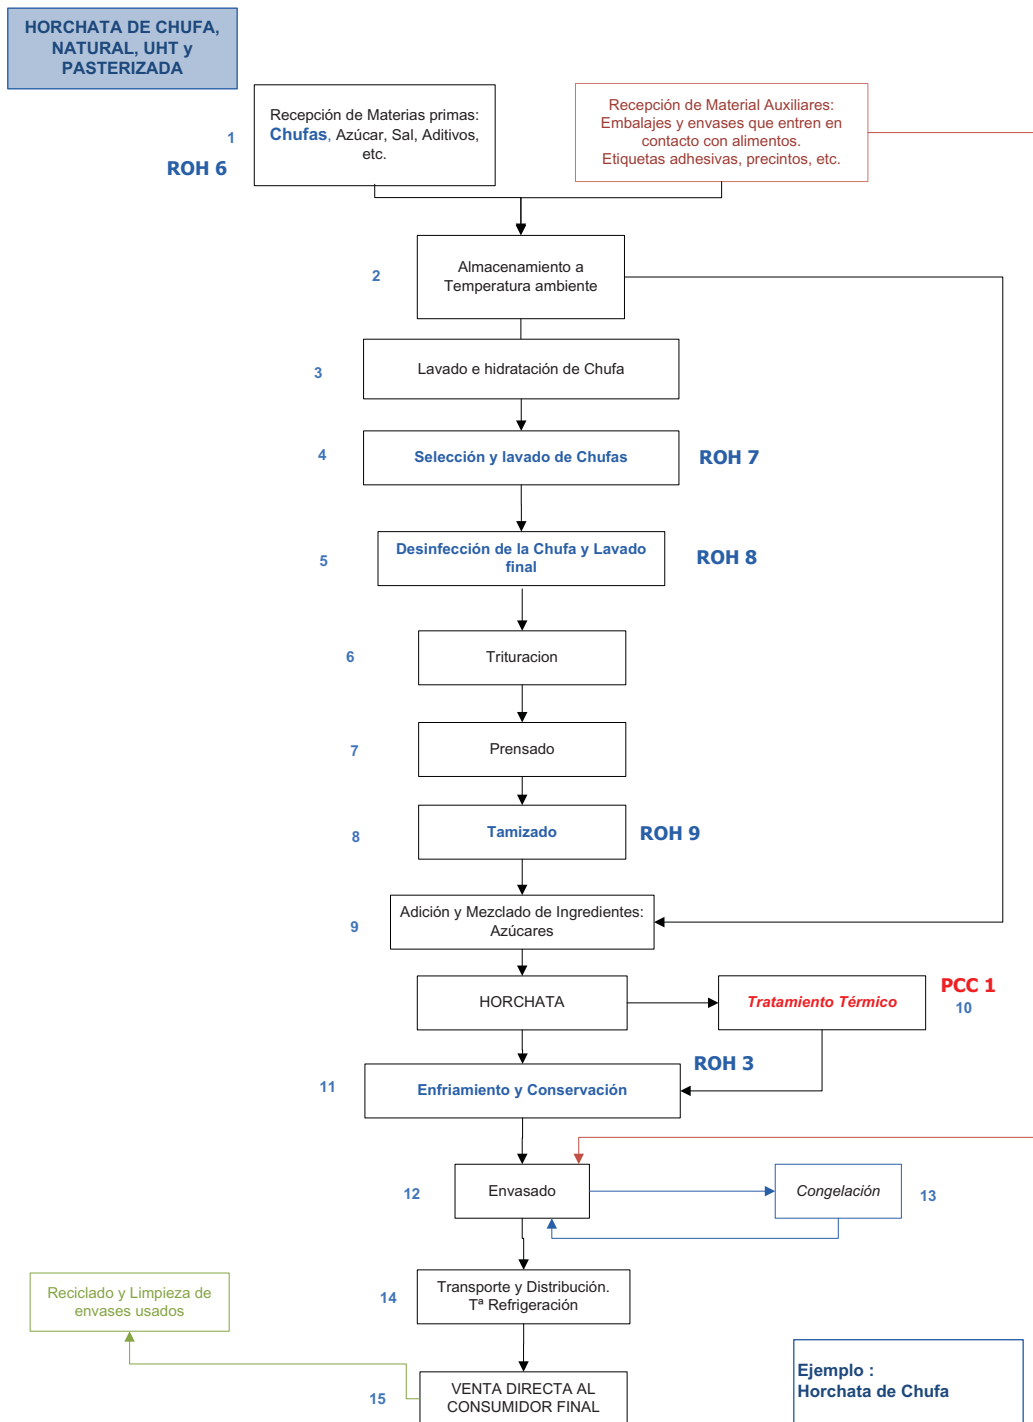 HORCHATA DE CHUFA,
NATURAL, UHT y
PASTERIZADA
Recepción de Materias primas:
Chufas, Azúcar, Sal, Aditivos,
etc.
1
ROH 6
Recepción de Material Auxiliares:
Embalajes y envases que entren en
contacto con alimentos.
Etiquetas adhesivas, precintos, etc.
2
Almacenamiento a
Temperatura ambiente
3
Lavado e hidratación de Chufa
4
Selección y lavado de Chufas
ROH 7
5
Desinfección de la Chufa y Lavado
final
ROH 8
6
Trituracion
7
Prensado
8
Tamizado
ROH 9
9
Adición y Mezclado de Ingredientes:
Azúcares
HORCHATA
Tratamiento Térmico
PCC 1
10
ROH 3
11
Enfriamiento y Conservación
12
Envasado
Congelación
13
14
Transporte y Distribución.
Tª Refrigeración
Reciclado y Limpieza de
envases usados
15
VENTA DIRECTA AL
CONSUMIDOR FINAL
Ejemplo :
Horchata de Chufa